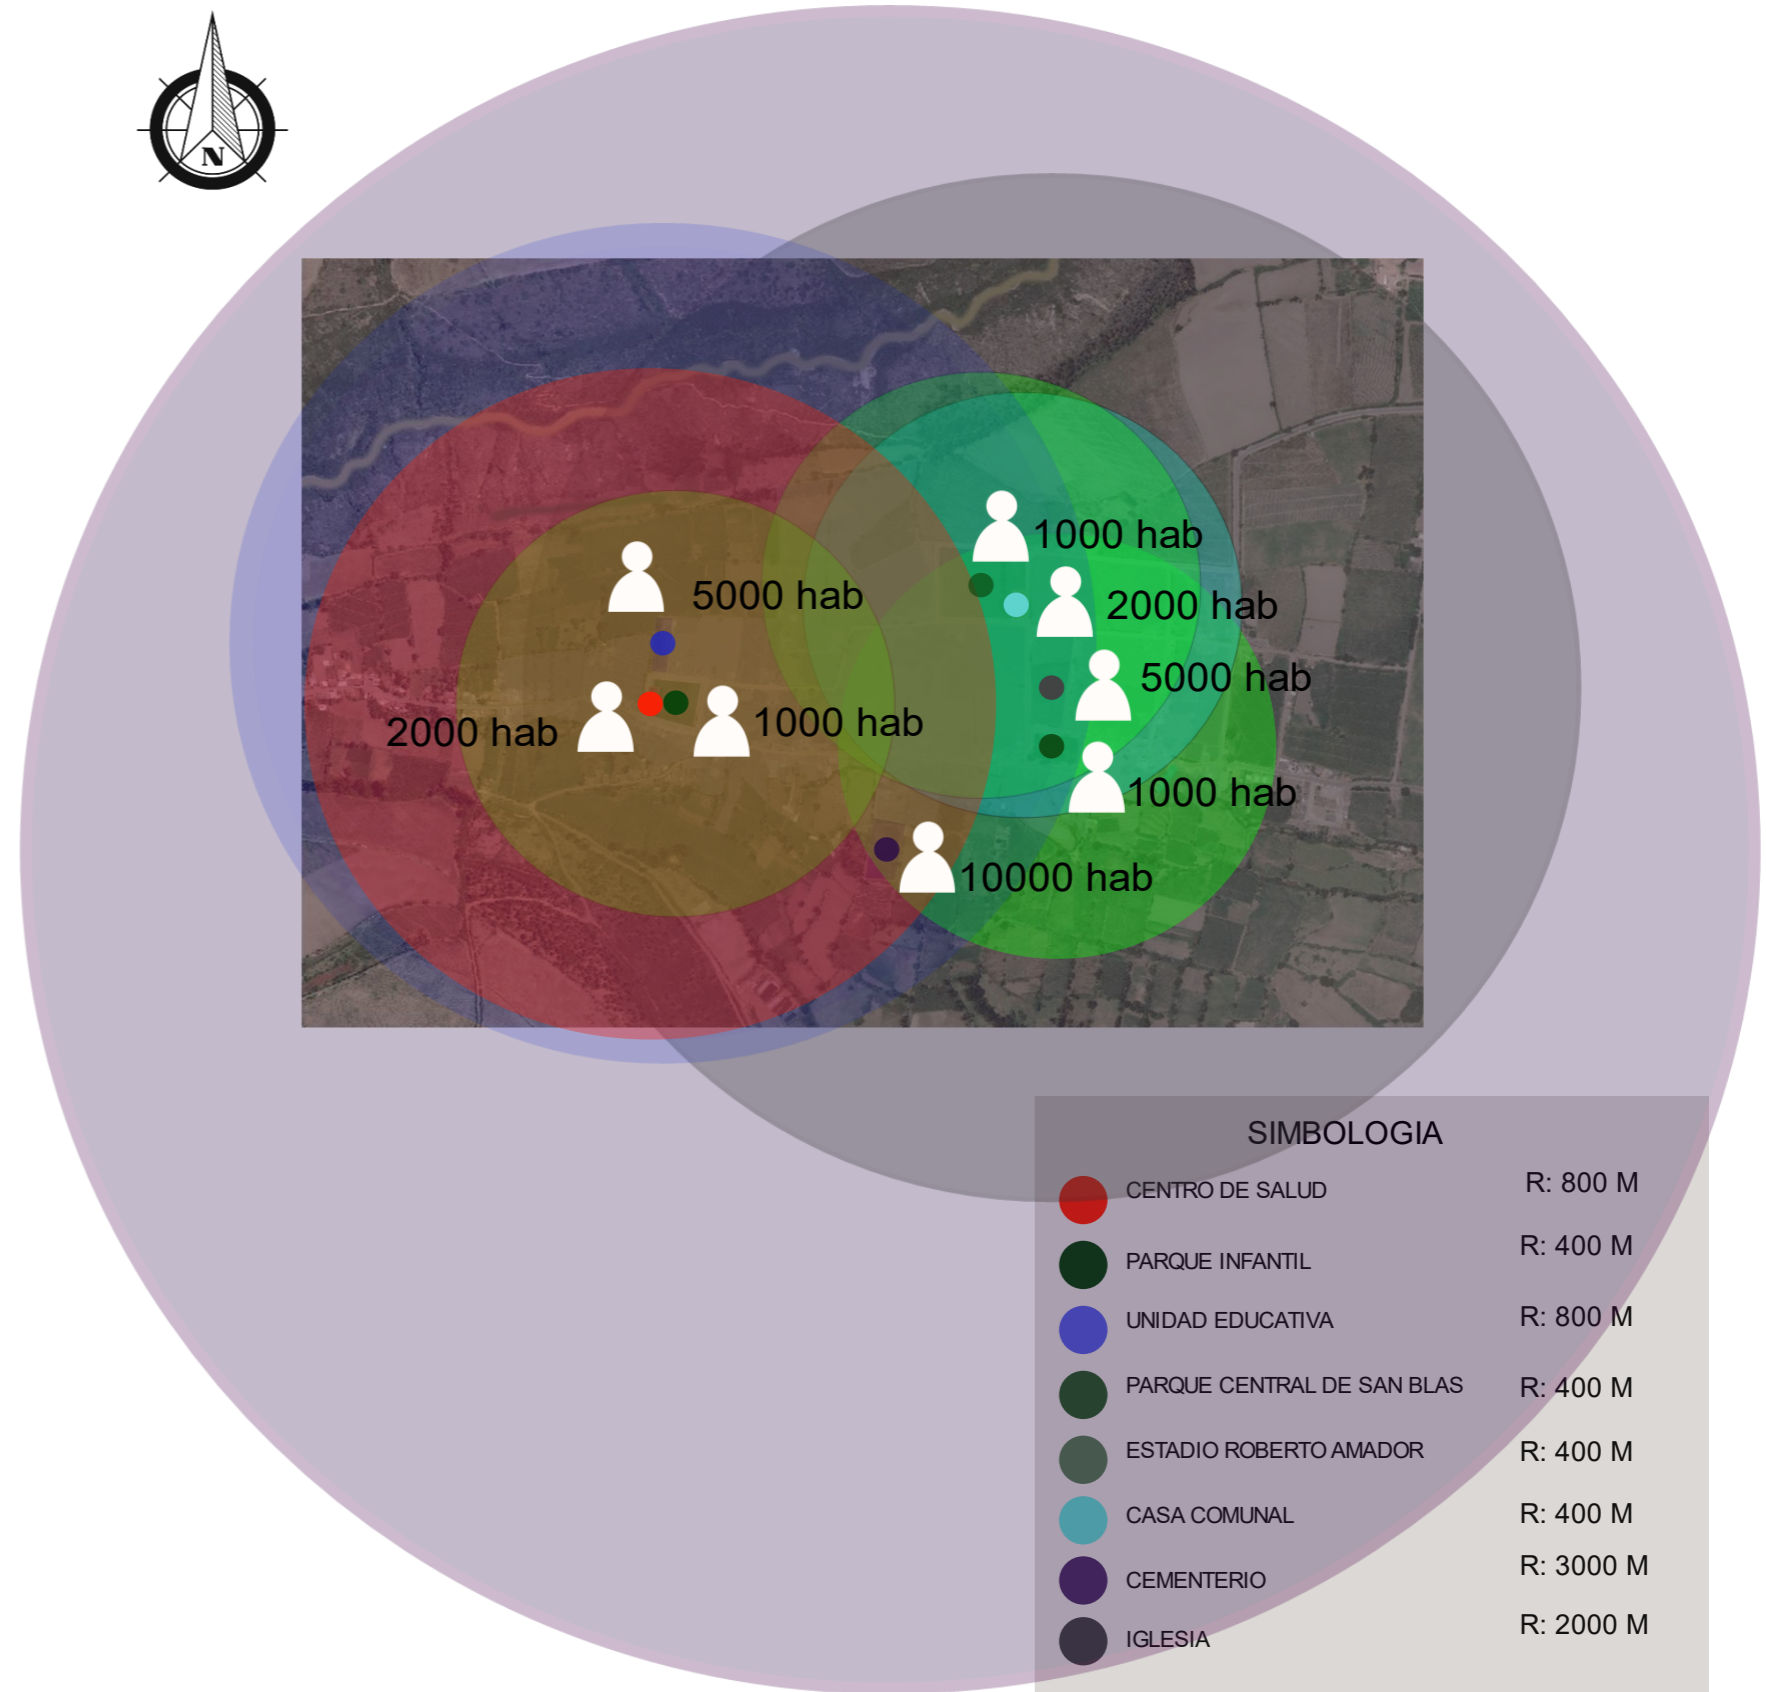 N
1000 hab
5000 hab
2000 hab
5000 hab
2000 hab
1000 hab
1000 hab
10000 hab
SIMBOLOGIA
CENTRO DE SALUD R: 800 M
PARQUE INFANTIL R: 400 M
UNIDAD EDUCATIVA R: 800 M
PARQUE CENTRAL DE SAN BLAS R: 400 M
ESTADIO ROBERTO AMADOR R: 400 M
CASA COMUNAL R: 400 M
CEMENTERIO R: 3000 M
IGLESIA R: 2000 M